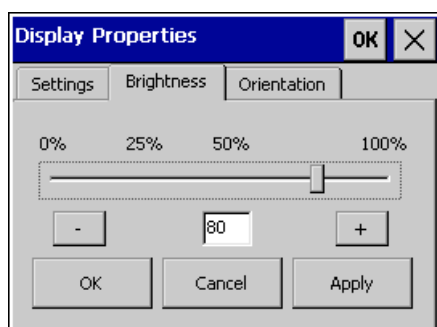 Display Properties OK ×
Settings Brightness Orientation
0% 25% 50% 100%
- 80 +
OK Cancel Apply